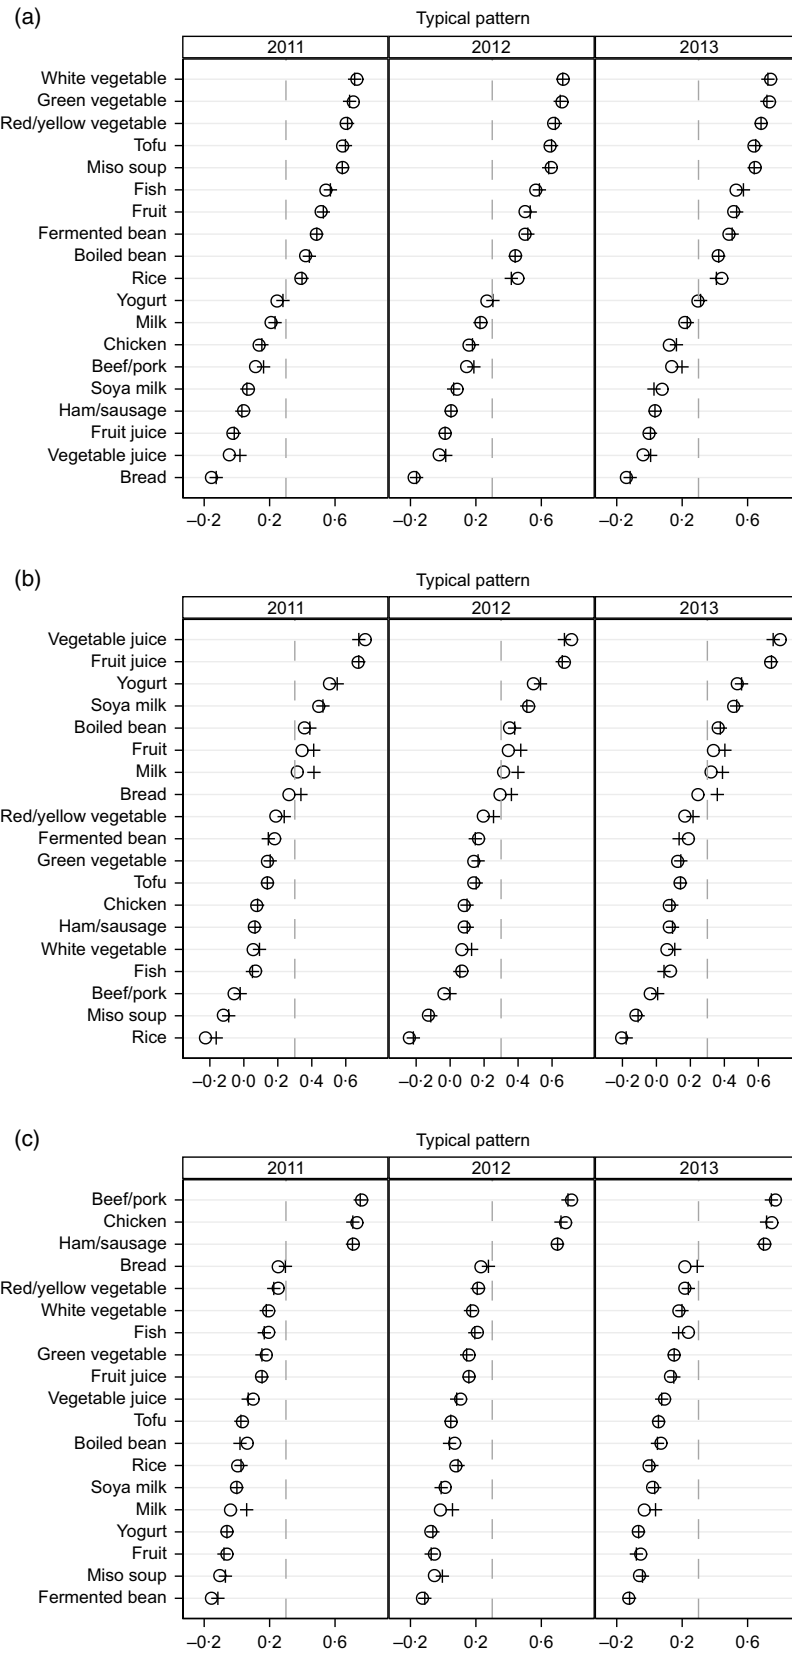 (a)
Typical pattern
2011 2012 2013
White vegetable
Green vegetable
Red/yellow vegetable
Tofu
Miso soup
Fish
Fruit
Fermented bean
Boiled bean
Rice
Yogurt
Milk
Chicken
Beef/pork
Soya milk
Ham/sausage
Fruit juice
Vegetable juice
Bread
–0·2 0·2 0·6 –0·2 0·2 0·6 –0·2 0·2 0·6
(b)
Typical pattern
2011 2012 2013
Vegetable juice
Fruit juice
Yogurt
Soya milk
Boiled bean
Fruit
Milk
Bread
Red/yellow vegetable
Fermented bean
Green vegetable
Tofu
Chicken
Ham/sausage
White vegetable
Fish
Beef/pork
Miso soup
Rice
–0·2 0·0 0·2 0·4 0·6 –0·2 0·0 0·2 0·4 0·6 –0·2 0·0 0·2 0·4 0·6
(c)
Typical pattern
2011 2012 2013
Beef/pork
Chicken
Ham/sausage
Bread
Red/yellow vegetable
White vegetable
Fish
Green vegetable
Fruit juice
Vegetable juice
Tofu
Boiled bean
Rice
Soya milk
Milk
Yogurt
Fruit
Miso soup
Fermented bean
–0·2 0·2 0·6 –0·2 0·2 0·6 –0·2 0·2 0·6